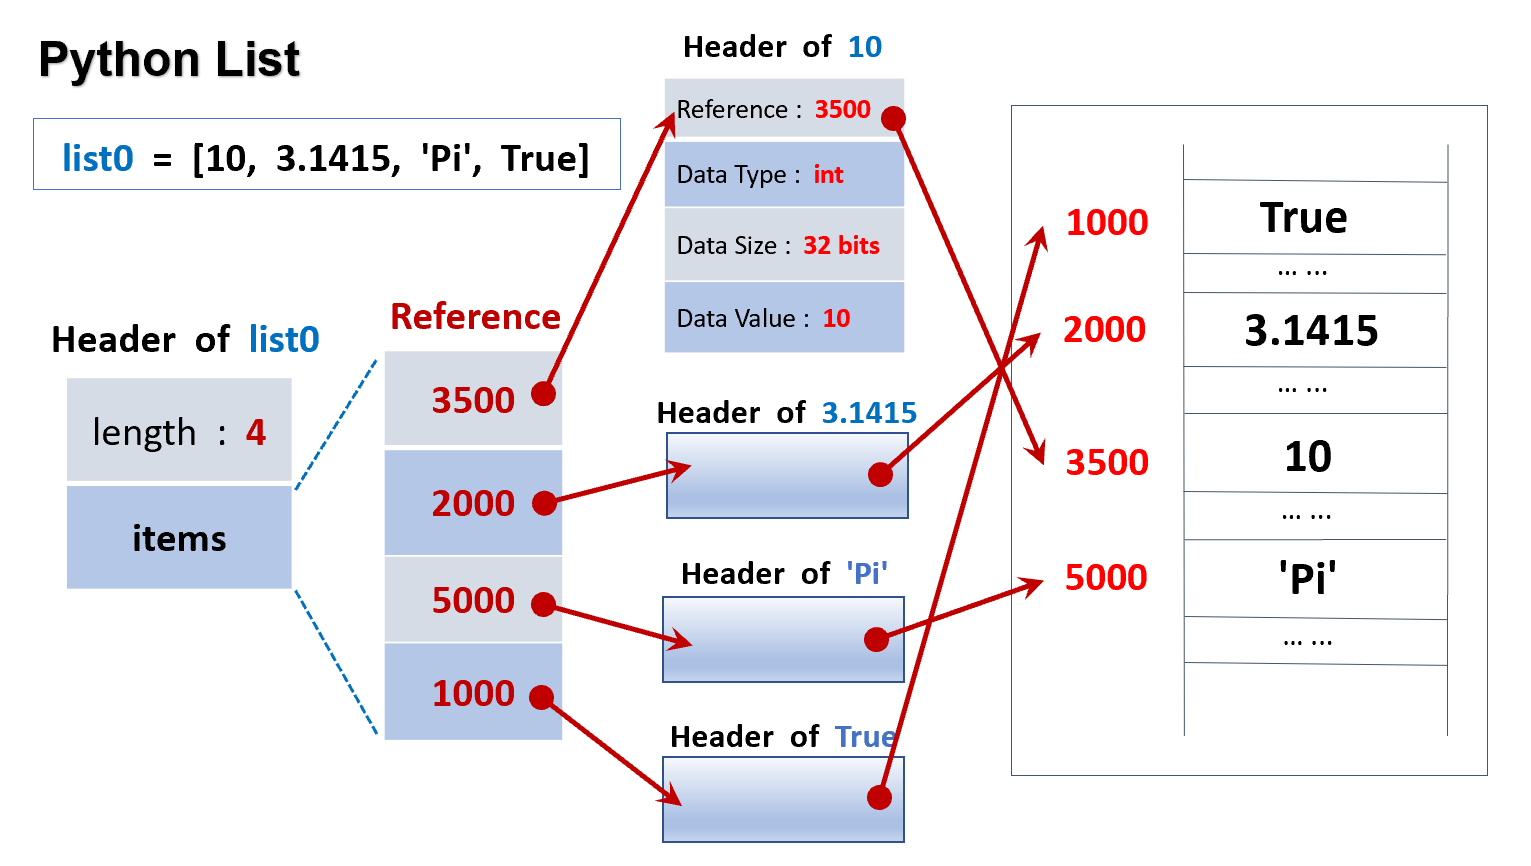 Python List
list0 = [10, 3.1415, 'Pi', True]
Header of list0
length : 4
items
Reference
3500
2000
5000
1000
Header of 10
Reference : 3500
Data Type : int
Data Size : 32 bits
Data Value : 10
Header of 3.1415
Header of 'Pi'
Header of True
1000 True
... ...
2000 3.1415
... ...
3500 10
... ...
5000 'Pi'
... ...